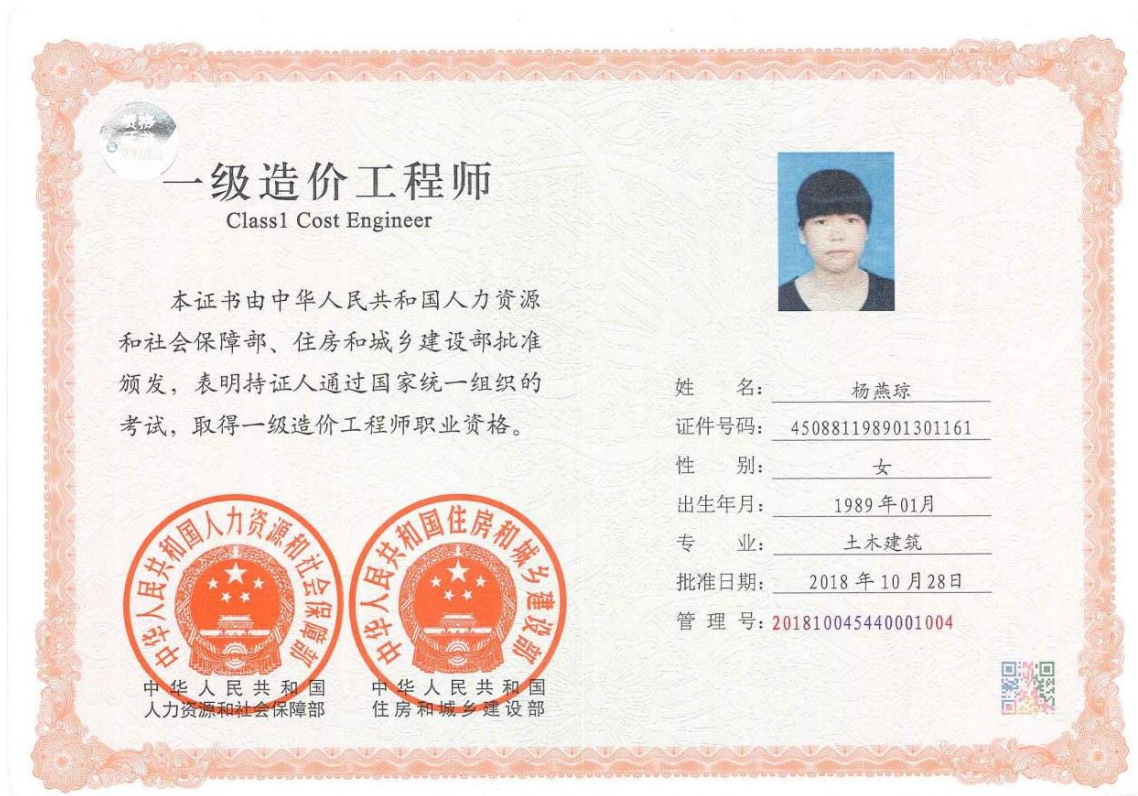 一级造价工程师
Class1 Cost Engineer
本证书由中华人民共和国人力资源
和社会保障部、住房和城乡建设部批准
颁发，表明持证人通过国家统一组织的
考试，取得一级造价工程师职业资格。
中华人民共和国人力资源和社会保障部
中华人民共和国住房和城乡建设部
中华人民共和国
人力资源和社会保障部
中华人民共和国
住房和城乡建设部
姓 名：杨燕琼
证件号码：450881198901301161
性 别：女
出生年月：1989年01月
专 业：土木建筑
批准日期：2018年10月28日
管理号：201810045440001004